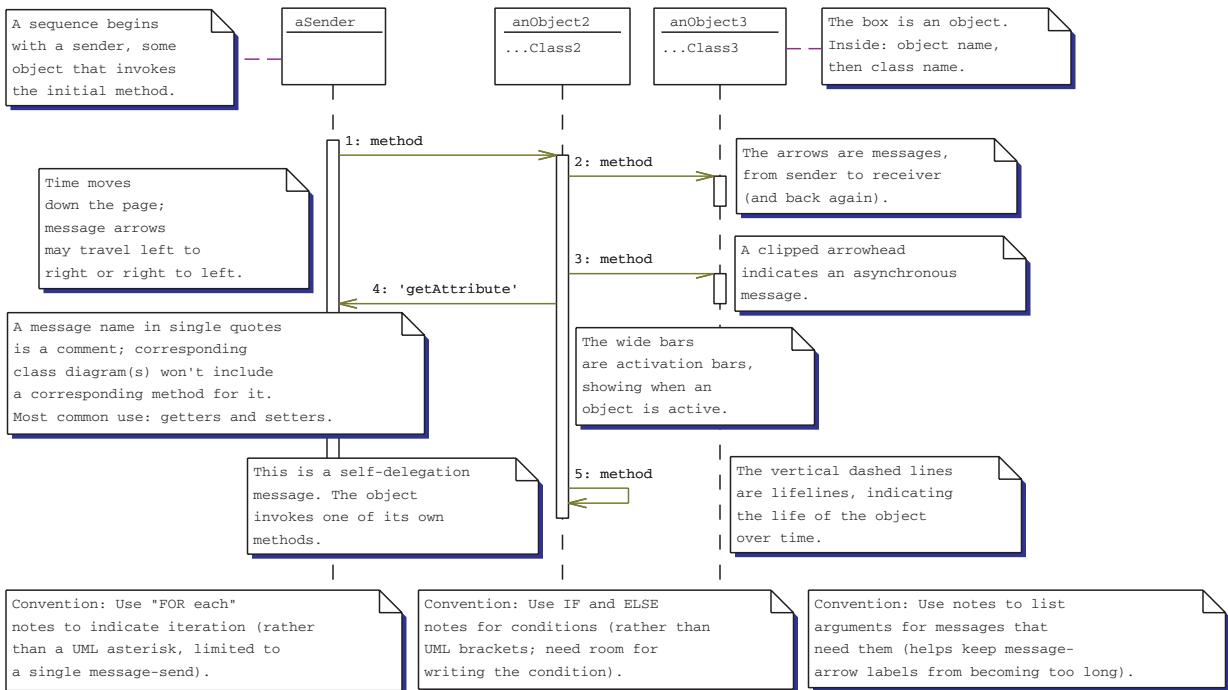 A sequence begins
with a sender, some
object that invokes
the initial method.
aSender
anObject2
...Class2
anObject3
...Class3
The box is an object.
Inside: object name,
then class name.
1: method
2: method
The arrows are messages,
from sender to receiver
(and back again).
Time moves
down the page;
message arrows
may travel left to
right or right to left.
3: method
A clipped arrowhead
indicates an asynchronous
message.
4: 'getAttribute'
A message name in single quotes
is a comment; corresponding
class diagram(s) won't include
a corresponding method for it.
Most common use: getters and setters.
The wide bars
are activation bars,
showing when an
object is active.
This is a self-delegation
message. The object
invokes one of its own
methods.
5: method
The vertical dashed lines
are lifelines, indicating
the life of the object
over time.
Convention: Use "FOR each"
notes to indicate iteration (rather
than a UML asterisk, limited to
a single message-send).
Convention: Use IF and ELSE
notes for conditions (rather than
UML brackets; need room for
writing the condition).
Convention: Use notes to list
arguments for messages that
need them (helps keep message-
arrow labels from becoming too long).